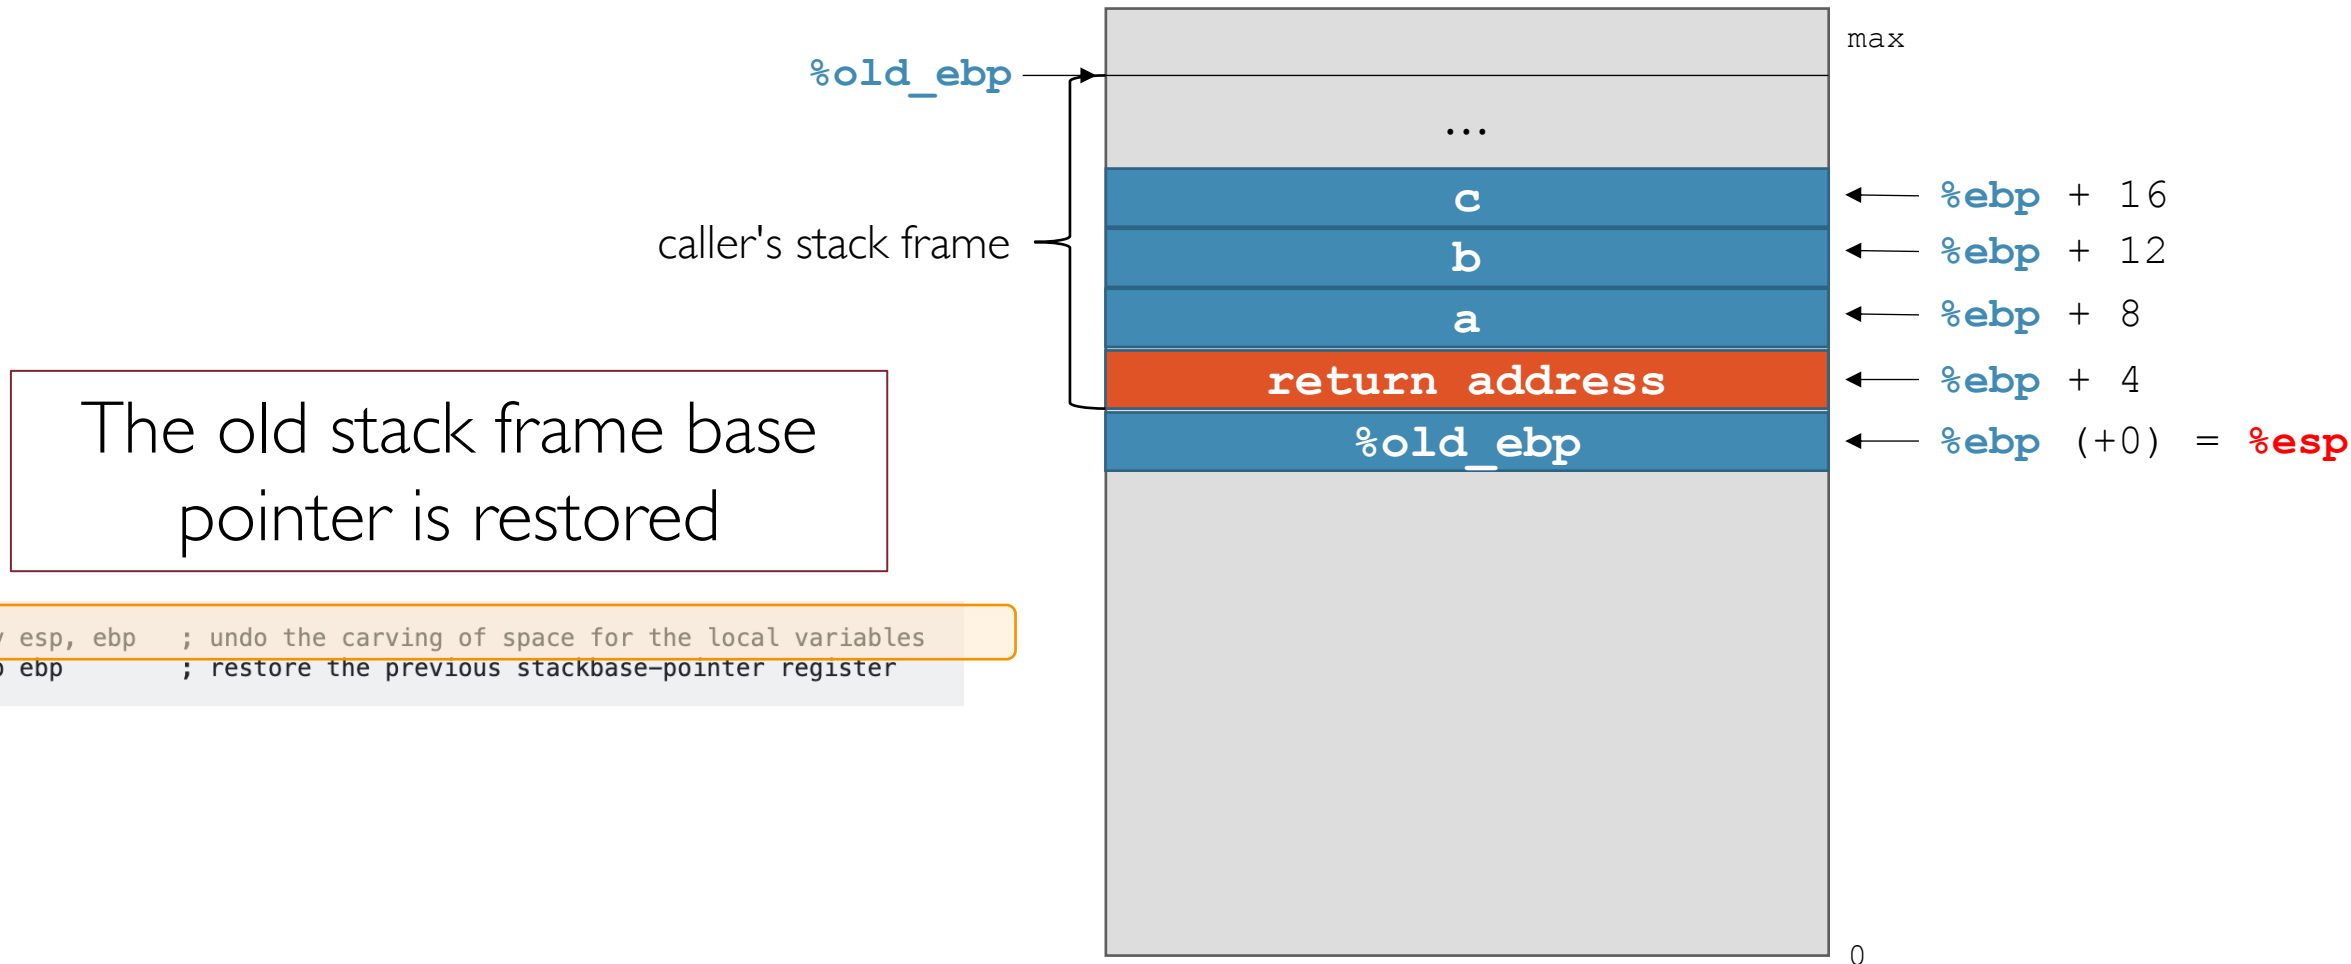 max
%old_ebp
...
c
%ebp + 16
caller's stack frame
b
%ebp + 12
a
%ebp + 8
return address
%ebp + 4
%old_ebp
%ebp (+0) = %esp
The old stack frame base
pointer is restored
esp, ebp ; undo the carving of space for the local variables
ebp ; restore the previous stackbase-pointer register
0